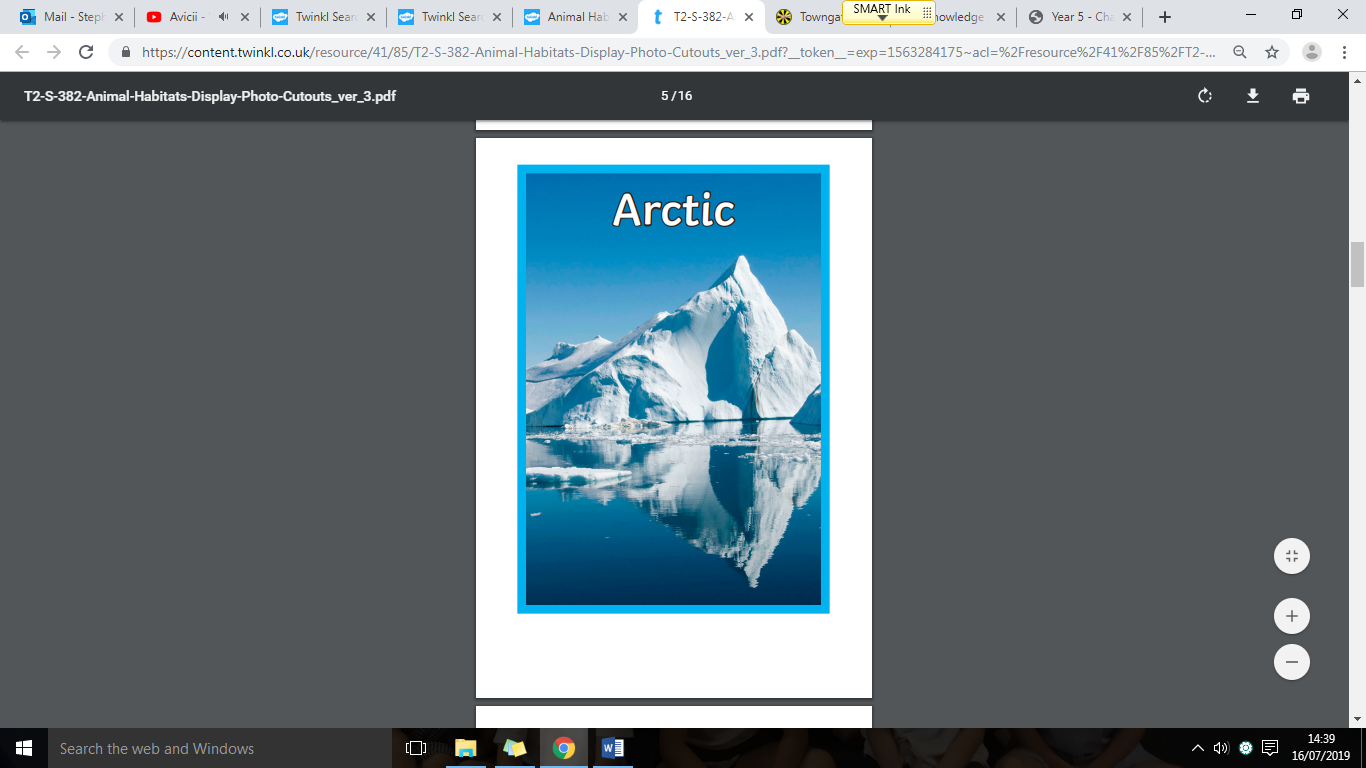 SMART Ink
Mail - Steph
Avicii -
Twinkl Sear
Twinkl Sear
Animal Hab
T2-S-382-A
Towngat
nowledge
Year 5 - Cha
https://content.twinkl.co.uk/resource/41/85/T2-S-382-Animal-Habitats-Display-Photo-Cutouts_ver_3.pdf?__token__=exp=1563284175~acl=%2Fresource%2F41%2F85%2FT2-...
T2-S-382-Animal-Habitats-Display-Photo-Cutouts_ver_3.pdf
5 / 16
Arctic
Search the web and Windows
14:39
16/07/2019